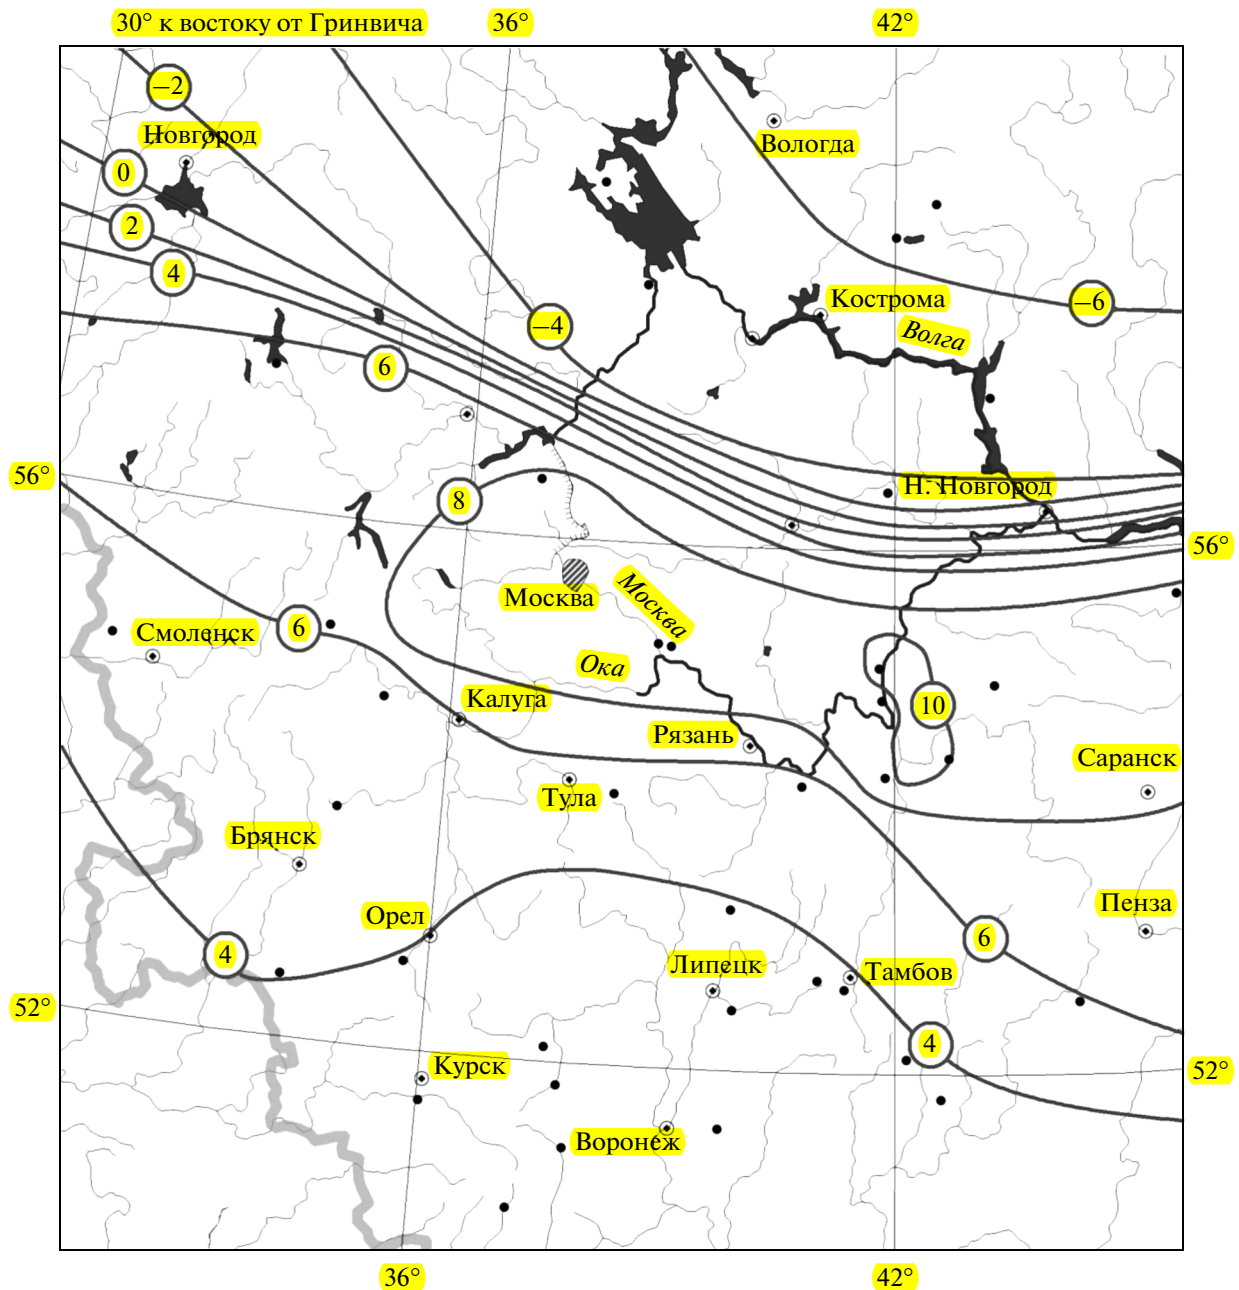 30° к востоку от Гринвича 36° 42°
−2
Новгород
Вологда
0
2
4
−4
Кострома
−6
Волга
6
56°
8
Н. Новгород
56°
Москва
Москва
6
Смоленск
Ока
Калуга
10
Рязань
Саранск
Тула
Брянск
Орел
Пенза
6
4
Липецк
Тамбов
52°
4
Курск
52°
Воронеж
36° 42°